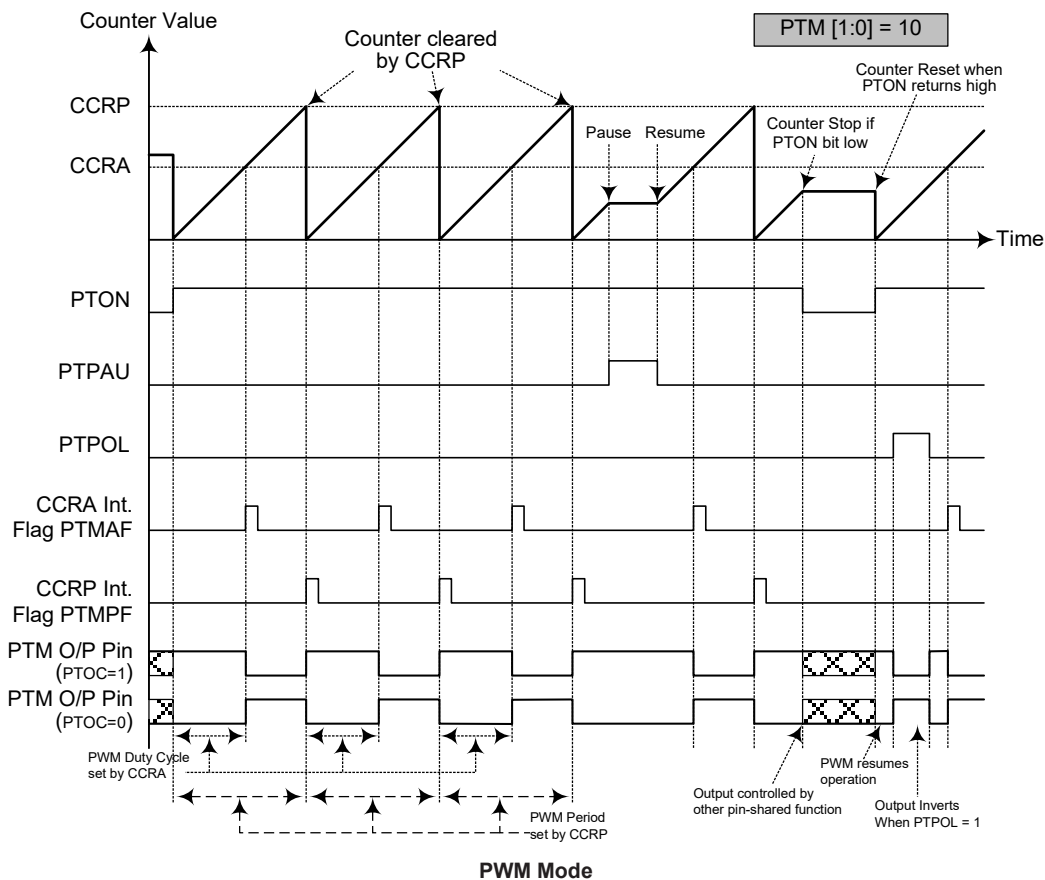 Counter Value
PTM [1:0] = 10
Counter cleared
by CCRP
Counter Reset when
PTON returns high
CCRP
Pause
Resume
Counter Stop if
PTON bit low
CCRA
Time
PTON
PTPAU
PTPOL
CCRA Int.
Flag PTMAF
CCRP Int.
Flag PTMPF
PTM O/P Pin
(PTOC=1)
PTM O/P Pin
(PTOC=0)
PWM Duty Cycle
set by CCRA
PWM resumes
operation
Output controlled by
other pin-shared function
Output Inverts
When PTPOL = 1
PWM Period
set by CCRP
PWM Mode